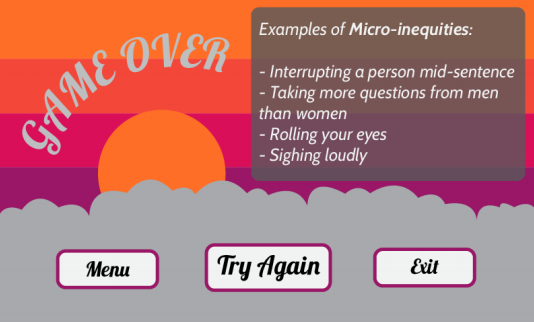 GAME OVER
Examples of Micro-inequities:
- Interrupting a person mid-sentence
- Taking more questions from men
than women
- Rolling your eyes
- Sighing loudly
Menu
Try Again
Exit